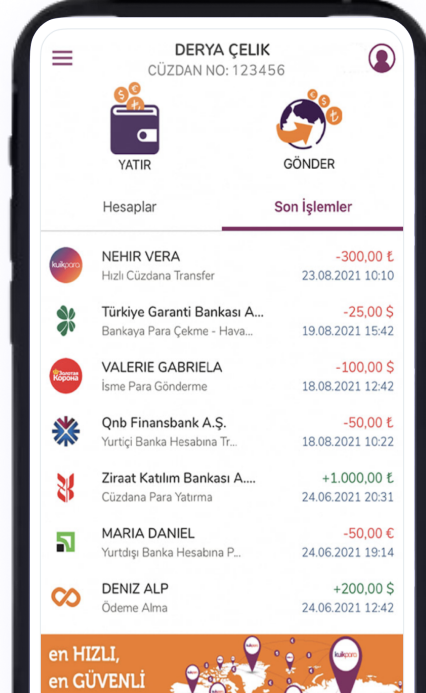 DERYA ÇELIK
CÜZDAN NO: 123456
YATIR
GÖNDER
Hesaplar
Son İşlemler
kuikpara
NEHIR VERA
-300,00 ₺
Hızlı Cüzdana Transfer
23.08.2021 10:10
Türkiye Garanti Bankası A...
-25,00 $
Bankaya Para Çekme - Hava...
19.08.2021 15:42
Золотая
Корона
VALERIE GABRIELA
-100,00 $
İsme Para Gönderme
18.08.2021 12:42
Qnb Finansbank A.Ş.
-50,00 ₺
Yurtiçi Banka Hesabına Tr...
18.08.2021 10:22
Ziraat Katılım Bankası A....
+1.000,00 ₺
Cüzdana Para Yatırma
24.06.2021 20:31
MARIA DANIEL
-50,00 €
Yurtdışı Banka Hesabına P...
24.06.2021 19:14
DENIZ ALP
+200,00 $
Ödeme Alma
24.06.2021 12:42
en HIZLI,
en GÜVENLİ
kuikpara